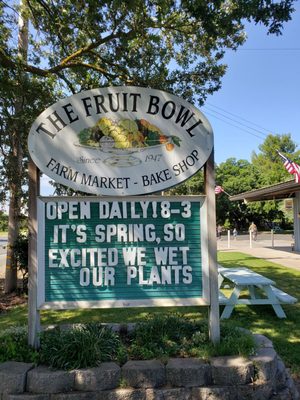 THE FRUIT BOWL
Since 1947
FARM MARKET - BAKE SHOP
OPEN DAILY! 8-3
IT'S SPRING, SO
EXCITED WE WET
OUR PLANTS